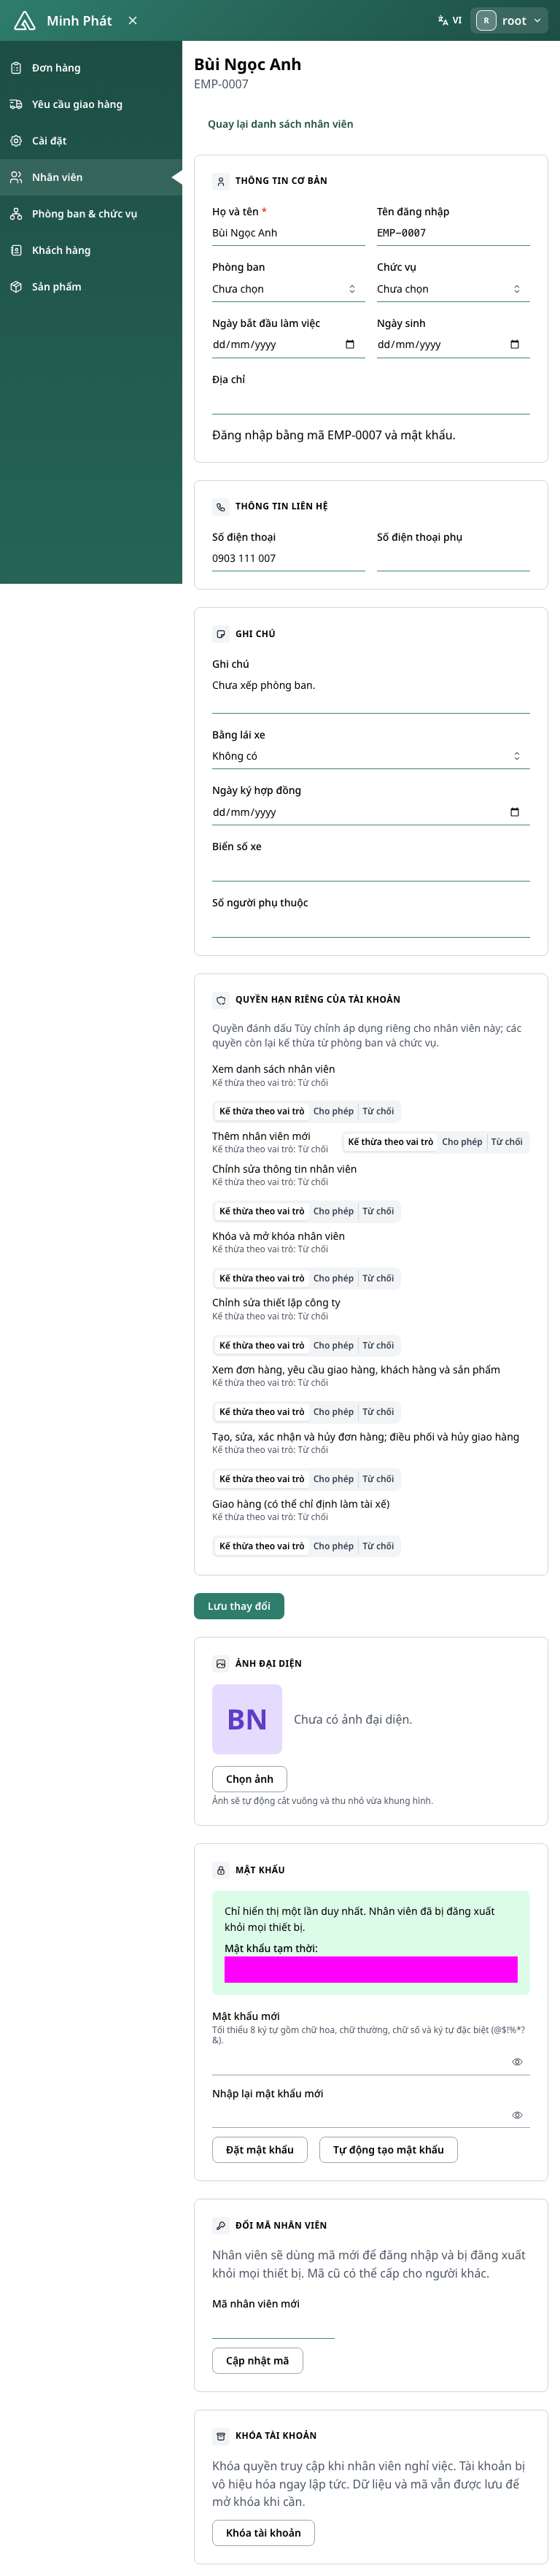 Minh Phát
VI
R
root
Đơn hàng
Yêu cầu giao hàng
Cài đặt
Nhân viên
Phòng ban & chức vụ
Khách hàng
Sản phẩm
Bùi Ngọc Anh
EMP-0007
Quay lại danh sách nhân viên
THÔNG TIN CƠ BẢN
Họ và tên *
Tên đăng nhập
Bùi Ngọc Anh
EMP-0007
Phòng ban
Chức vụ
Chưa chọn
Chưa chọn
Ngày bắt đầu làm việc
Ngày sinh
dd/mm/yyyy
dd/mm/yyyy
Địa chỉ
Đăng nhập bằng mã EMP-0007 và mật khẩu.
THÔNG TIN LIÊN HỆ
Số điện thoại
Số điện thoại phụ
0903 111 007
GHI CHÚ
Ghi chú
Chưa xếp phòng ban.
Bằng lái xe
Không có
Ngày ký hợp đồng
dd/mm/yyyy
Biển số xe
Số người phụ thuộc
QUYỀN HẠN RIÊNG CỦA TÀI KHOẢN
Quyền đánh dấu Tùy chỉnh áp dụng riêng cho nhân viên này; các
quyền còn lại kế thừa từ phòng ban và chức vụ.
Xem danh sách nhân viên
Kế thừa theo vai trò: Từ chối
Kế thừa theo vai trò Cho phép Từ chối
Thêm nhân viên mới
Kế thừa theo vai trò: Từ chối
Kế thừa theo vai trò Cho phép Từ chối
Chỉnh sửa thông tin nhân viên
Kế thừa theo vai trò: Từ chối
Kế thừa theo vai trò Cho phép Từ chối
Khóa và mở khóa nhân viên
Kế thừa theo vai trò: Từ chối
Kế thừa theo vai trò Cho phép Từ chối
Chỉnh sửa thiết lập công ty
Kế thừa theo vai trò: Từ chối
Kế thừa theo vai trò Cho phép Từ chối
Xem đơn hàng, yêu cầu giao hàng, khách hàng và sản phẩm
Kế thừa theo vai trò: Từ chối
Kế thừa theo vai trò Cho phép Từ chối
Tạo, sửa, xác nhận và hủy đơn hàng; điều phối và hủy giao hàng
Kế thừa theo vai trò: Từ chối
Kế thừa theo vai trò Cho phép Từ chối
Giao hàng (có thể chỉ định làm tài xế)
Kế thừa theo vai trò: Từ chối
Kế thừa theo vai trò Cho phép Từ chối
Lưu thay đổi
ẢNH ĐẠI DIỆN
BN
Chưa có ảnh đại diện.
Chọn ảnh
Ảnh sẽ tự động cắt vuông và thu nhỏ vừa khung hình.
MẬT KHẨU
Chỉ hiển thị một lần duy nhất. Nhân viên đã bị đăng xuất
khỏi mọi thiết bị.
Mật khẩu tạm thời:
Mật khẩu mới
Tối thiểu 8 ký tự gồm chữ hoa, chữ thường, chữ số và ký tự đặc biệt (@$!%*?
&).
Nhập lại mật khẩu mới
Đặt mật khẩu
Tự động tạo mật khẩu
ĐỔI MÃ NHÂN VIÊN
Nhân viên sẽ dùng mã mới để đăng nhập và bị đăng xuất
khỏi mọi thiết bị. Mã cũ có thể cấp cho người khác.
Mã nhân viên mới
Cập nhật mã
KHÓA TÀI KHOẢN
Khóa quyền truy cập khi nhân viên nghỉ việc. Tài khoản bị
vô hiệu hóa ngay lập tức. Dữ liệu và mã vẫn được lưu để
mở khóa khi cần.
Khóa tài khoản